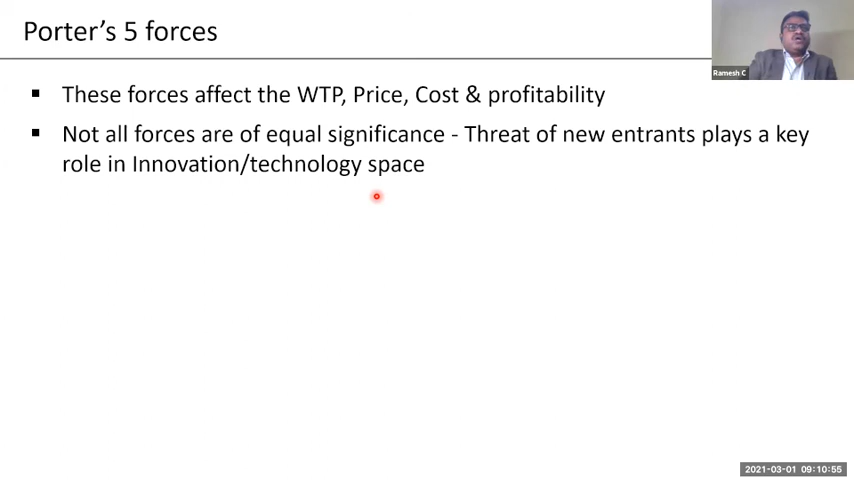 Porter's 5 forces
Ramesh C
▪ These forces affect the WTP, Price, Cost & profitability
▪ Not all forces are of equal significance - Threat of new entrants plays a key
role in Innovation/technology space
2021-03-01 09:10:55